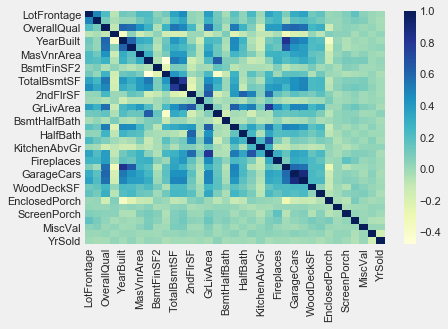 LotFrontage
OverallQual
YearBuilt
MasVnrArea
BsmtFinSF2
TotalBsmtSF
2ndFlrSF
GrLivArea
BsmtHalfBath
HalfBath
KitchenAbvGr
Fireplaces
GarageCars
WoodDeckSF
EnclosedPorch
ScreenPorch
MiscVal
YrSold
LotFrontage
OverallQual
YearBuilt
MasVnrArea
BsmtFinSF2
TotalBsmtSF
2ndFlrSF
GrLivArea
BsmtHalfBath
HalfBath
KitchenAbvGr
Fireplaces
GarageCars
WoodDeckSF
EnclosedPorch
ScreenPorch
MiscVal
YrSold
1.0
0.8
0.6
0.4
0.2
0.0
−0.2
−0.4